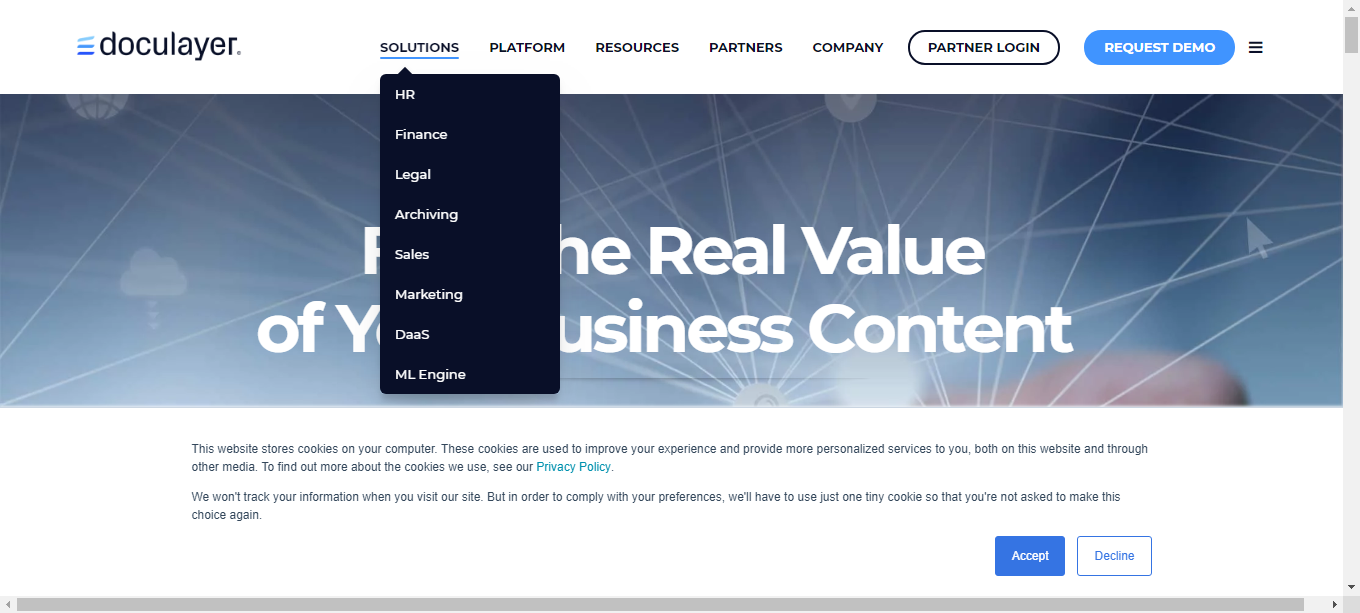 doculayer.
SOLUTIONS PLATFORM RESOURCES PARTNERS COMPANY PARTNER LOGIN REQUEST DEMO
HR
Finance
Legal
Archiving
Sales
Marketing
DaaS
ML Engine
he Real Value
of Y usiness Content
This website stores cookies on your computer. These cookies are used to improve your experience and provide more personalized services to you, both on this website and through
other media. To find out more about the cookies we use, see our Privacy Policy.
We won't track your information when you visit our site. But in order to comply with your preferences, we'll have to use just one tiny cookie so that you're not asked to make this
choice again.
Accept Decline